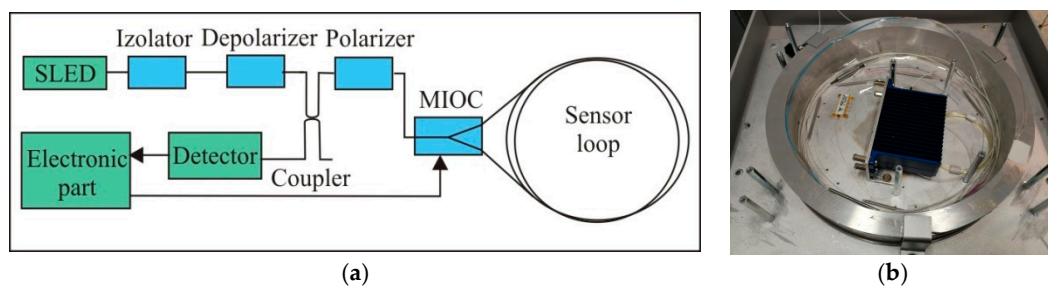 Izolator Depolarizer Polarizer
SLED
MIOC
Sensor
loop
Electronic
part
Detector
Coupler
(a)
(b)